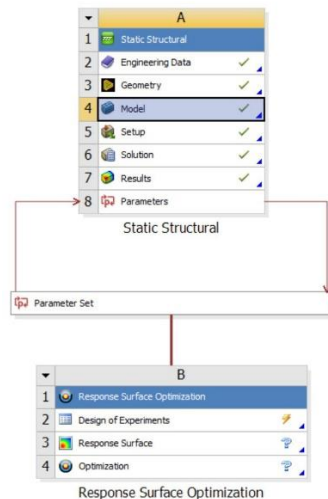 A
1 Static Structural
2 Engineering Data
3 Geometry
4 Model
5 Setup
6 Solution
7 Results
8 Parameters
Static Structural
Parameter Set
B
1 Response Surface Optimization
2 Design of Experiments
3 Response Surface
4 Optimization
Response Surface Optimization